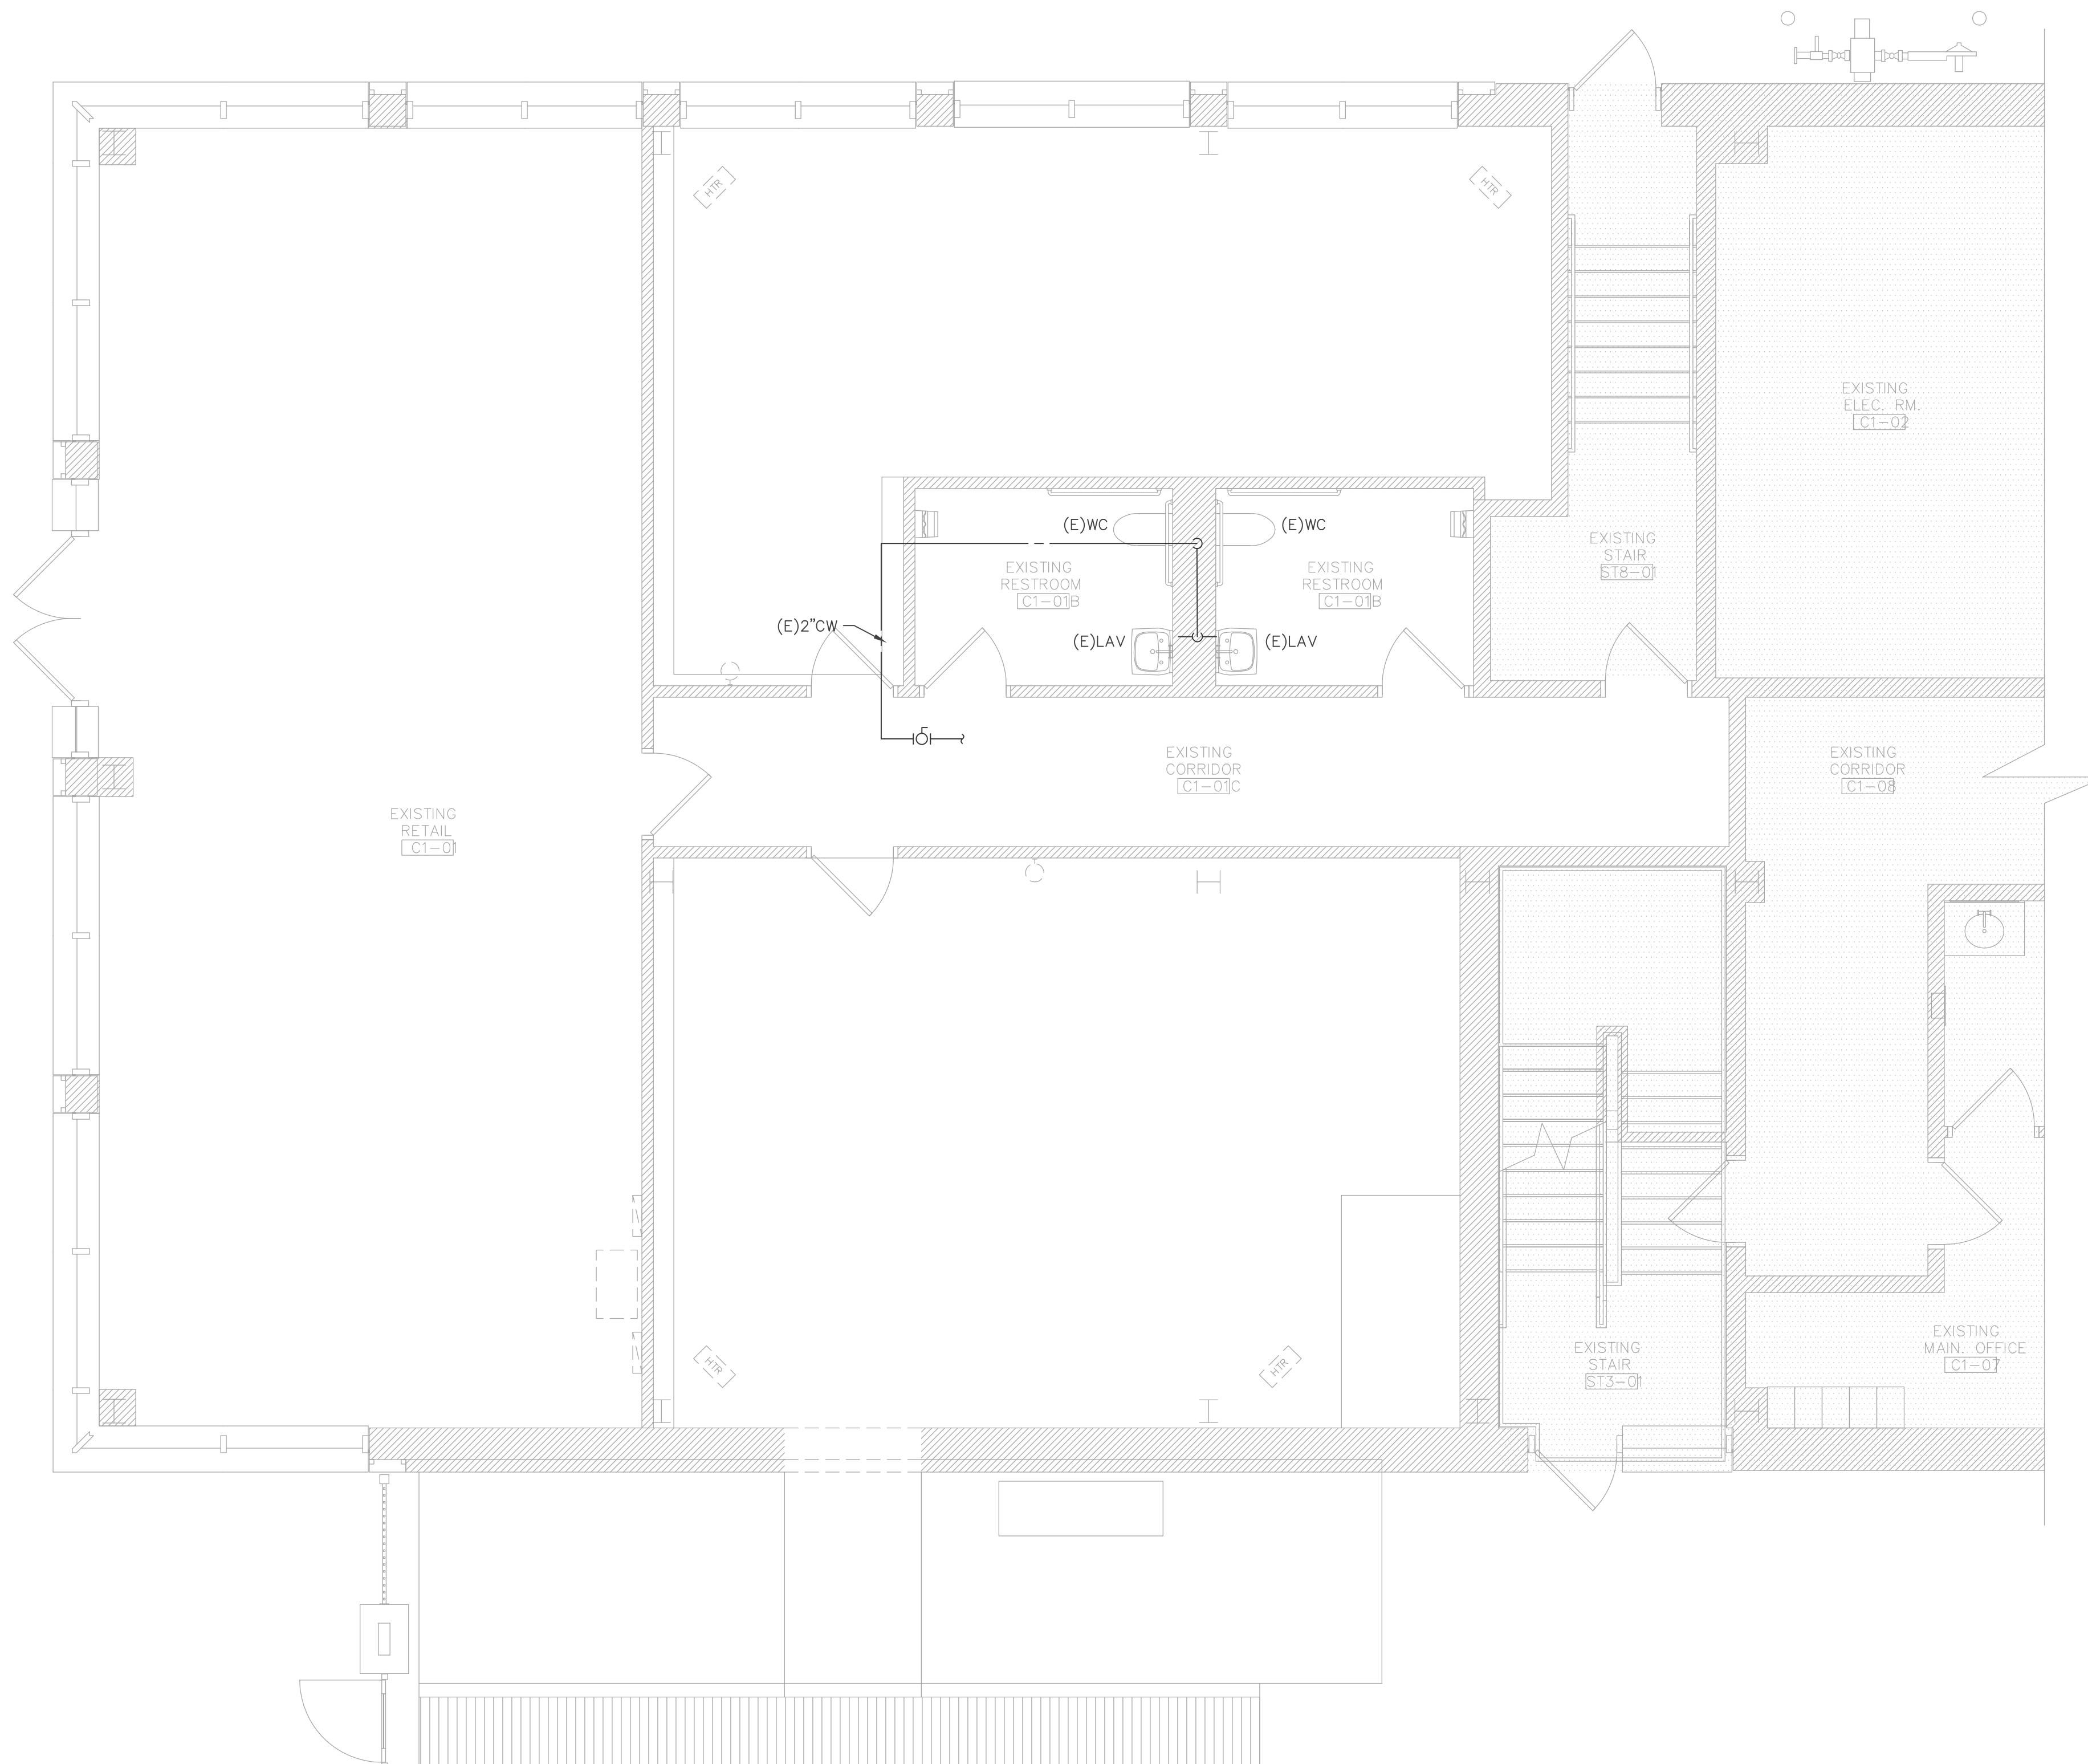 HTR
HTR
EXISTING
ELEC. RM.
C1-02
(E)WC
(E)WC
EXISTING
STAIR
ST8-01
EXISTING
RESTROOM
C1-01B
EXISTING
RESTROOM
C1-01B
(E)2"CW
(E)LAV
(E)LAV
EXISTING
CORRIDOR
C1-01C
EXISTING
CORRIDOR
C1-08
EXISTING
RETAIL
C1-01
EXISTING
MAIN. OFFICE
C1-07
EXISTING
STAIR
ST3-01
HTR
HTR